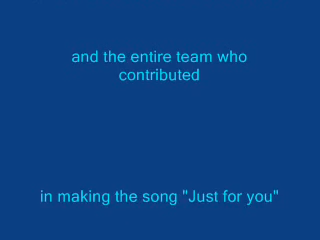 and the entire team who
contributed
in making the song "Just for you"